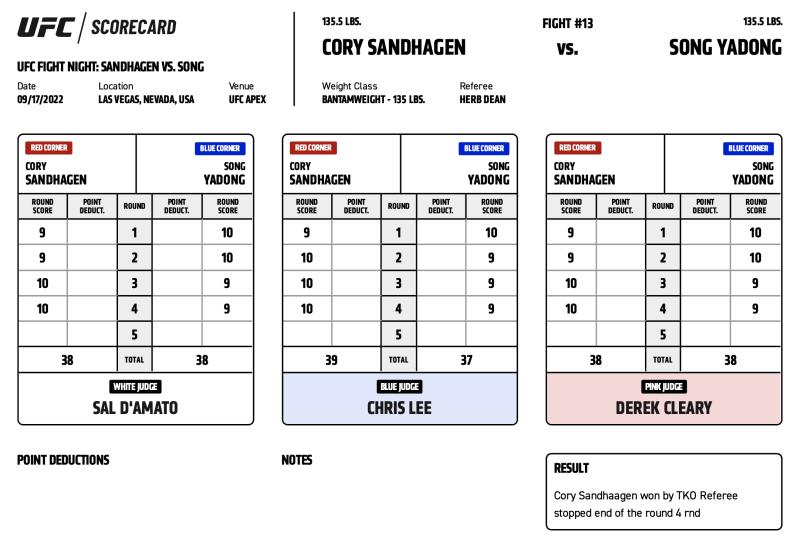 UFC / SCORECARD
UFC FIGHT NIGHT: SANDHAGEN VS. SONG
Date Location Venue
09/17/2022 LAS VEGAS, NEVADA, USA UFC APEX
135.5 LBS. FIGHT #13 135.5 LBS.
CORY SANDHAGEN vs. SONG YADONG
Weight Class Referee
BANTAMWEIGHT - 135 LBS. HERB DEAN
RED CORNER BLUE CORNER
CORY SONG
SANDHAGEN YADONG
ROUND SCORE POINT DEDUCT. ROUND POINT DEDUCT. ROUND SCORE
9 1 10
9 2 10
10 3 9
10 4 9
5
38 TOTAL 38
WHITE JUDGE
SAL D'AMATO
RED CORNER BLUE CORNER
CORY SONG
SANDHAGEN YADONG
ROUND SCORE POINT DEDUCT. ROUND POINT DEDUCT. ROUND SCORE
9 1 10
10 2 9
10 3 9
10 4 9
5
39 TOTAL 37
BLUE JUDGE
CHRIS LEE
RED CORNER BLUE CORNER
CORY SONG
SANDHAGEN YADONG
ROUND SCORE POINT DEDUCT. ROUND POINT DEDUCT. ROUND SCORE
9 1 10
9 2 10
10 3 9
10 4 9
5
38 TOTAL 38
PINK JUDGE
DEREK CLEARY
POINT DEDUCTIONS
NOTES
RESULT
Cory Sandhaagen won by TKO Referee
stopped end of the round 4 rnd